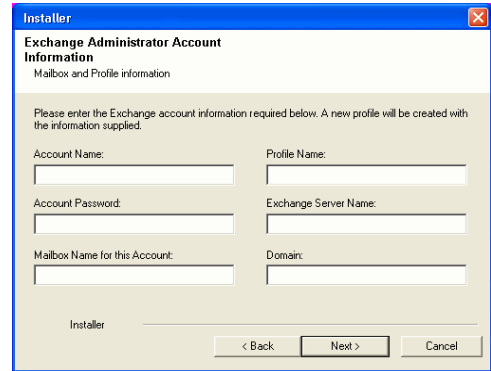 Installer
Exchange Administrator Account
Information
Mailbox and Profile information
Please enter the Exchange account information required below. A new profile will be created with
the information supplied.
Account Name:
Profile Name:
Account Password:
Exchange Server Name:
Mailbox Name for this Account:
Domain:
Installer
< Back
Next >
Cancel